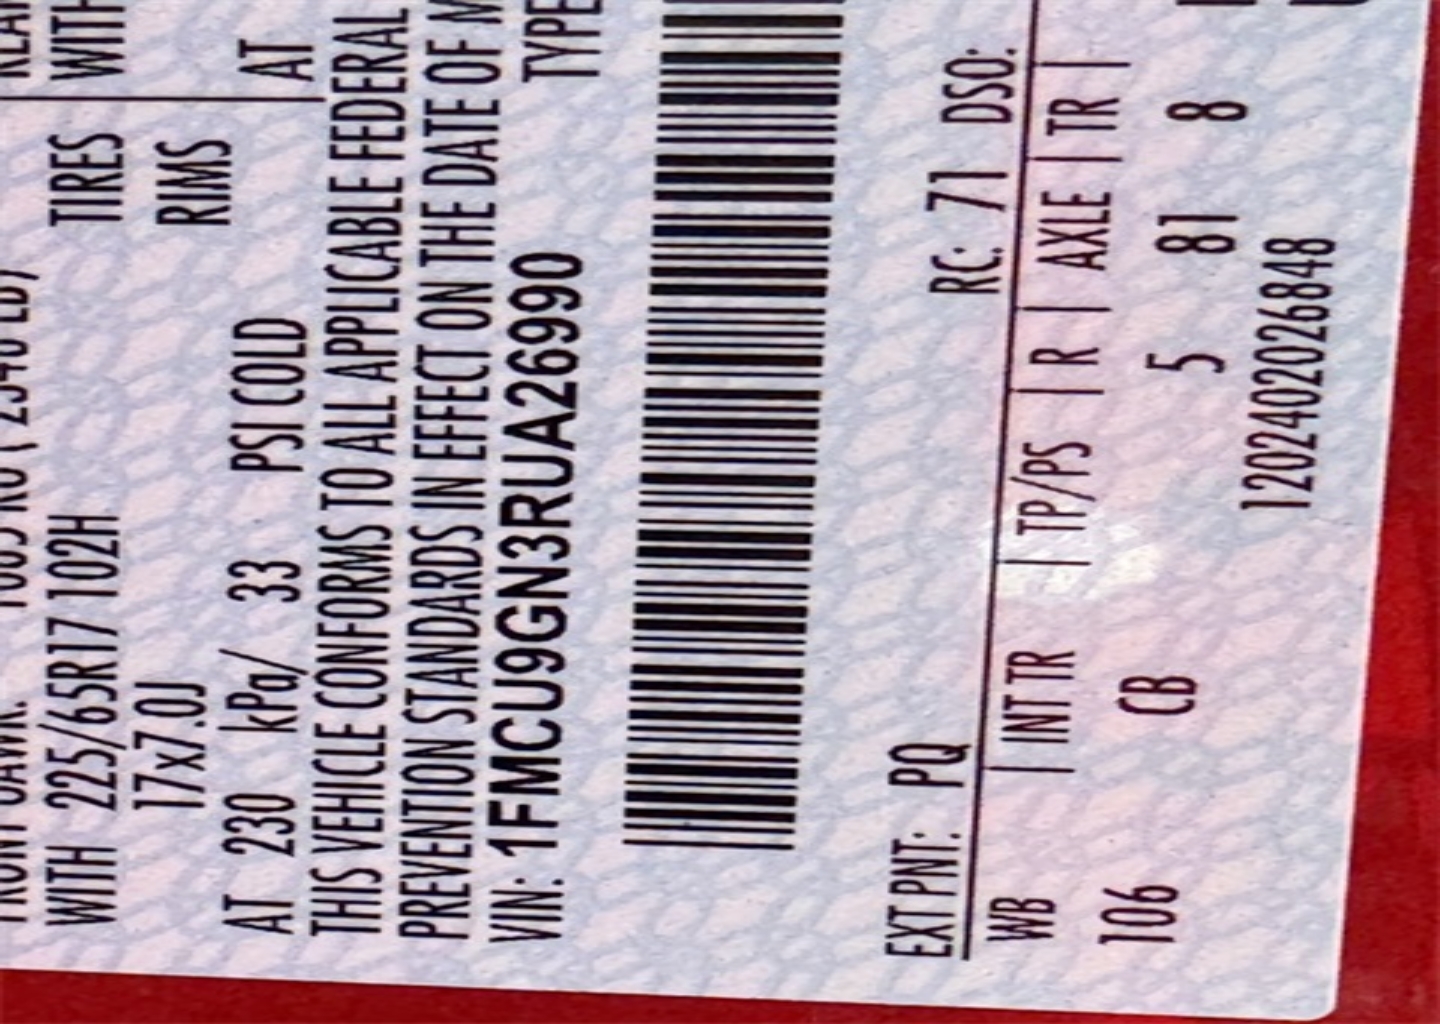 WITH 225/65R17 102H TIRES WITH
17x7.0J RIMS
AT 230 kPa/ 33 PSI COLD AT
THIS VEHICLE CONFORMS TO ALL APPLICABLE FEDERAL
PREVENTION STANDARDS IN EFFECT ON THE DATE OF M
VIN: 1FMCU9GN3RUA26990 TYPE
EXT PNT: PQ RC: 71 DSO:
WB | INT TR | TP/PS | R | AXLE | TR |
106 CB 5 81 8
1202402026848